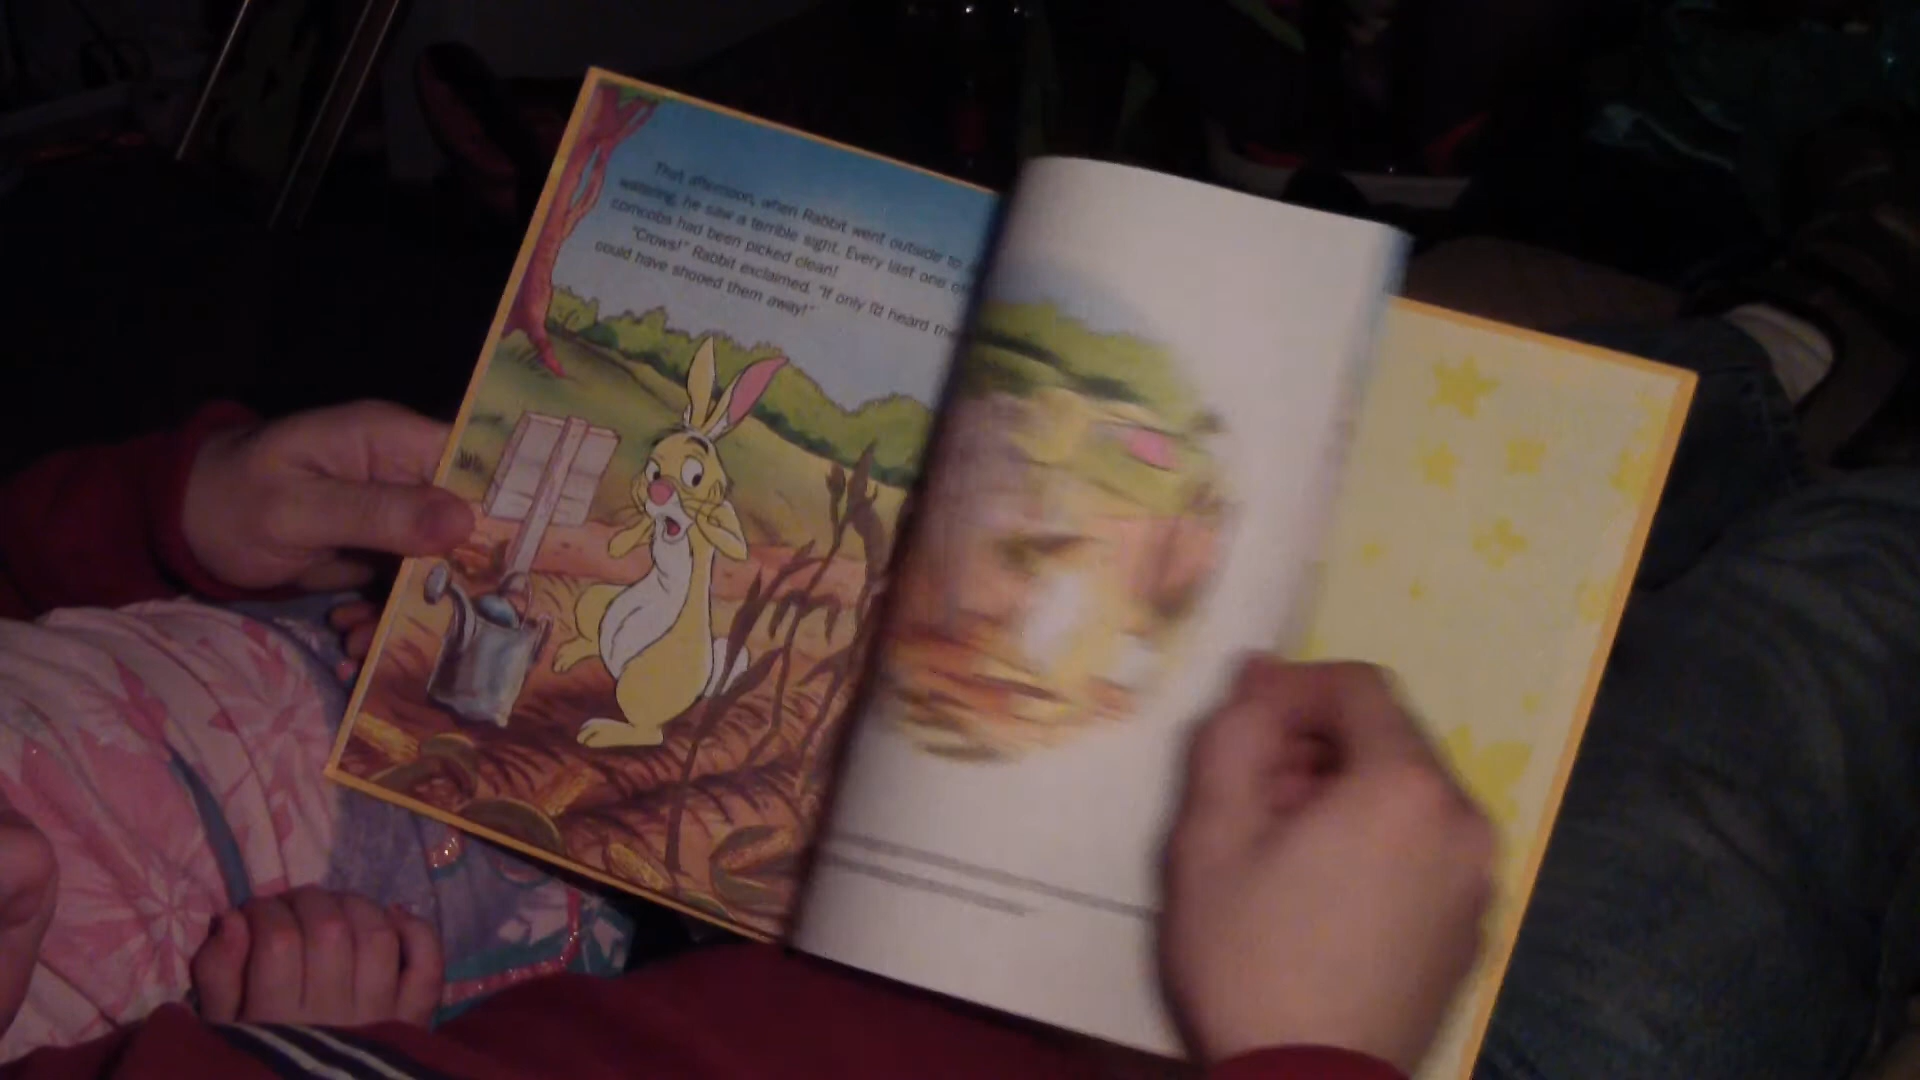 That afternoon, when Rabbit went outside to
watering, he saw a terrible sight. Every last one of
corncobs had been picked clean!
"Crows!" Rabbit exclaimed. "If only I'd heard
could have shooed them away!"